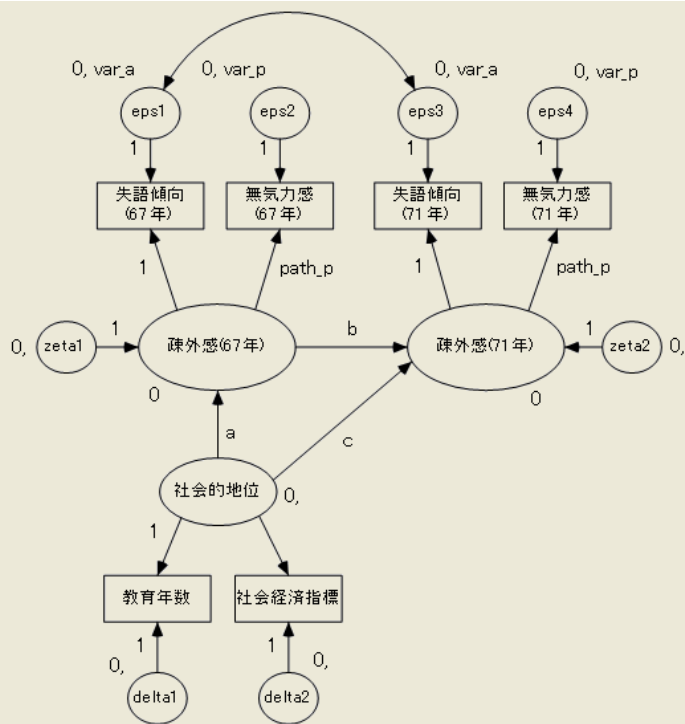 0, var_a
0, var_p
0, var_a
0, var_p
eps1
eps2
eps3
eps4
1
1
1
1
失語傾向
(67年)
無気力感
(67年)
失語傾向
(71年)
無気力感
(71年)
1
path_p
1
path_p
0,
zeta1
1
疎外感(67年)
b
疎外感(71年)
1
zeta2
0,
0
0
a
c
社会的地位
0,
1
教育年数
社会経済指標
1
1
0,
0,
delta1
delta2